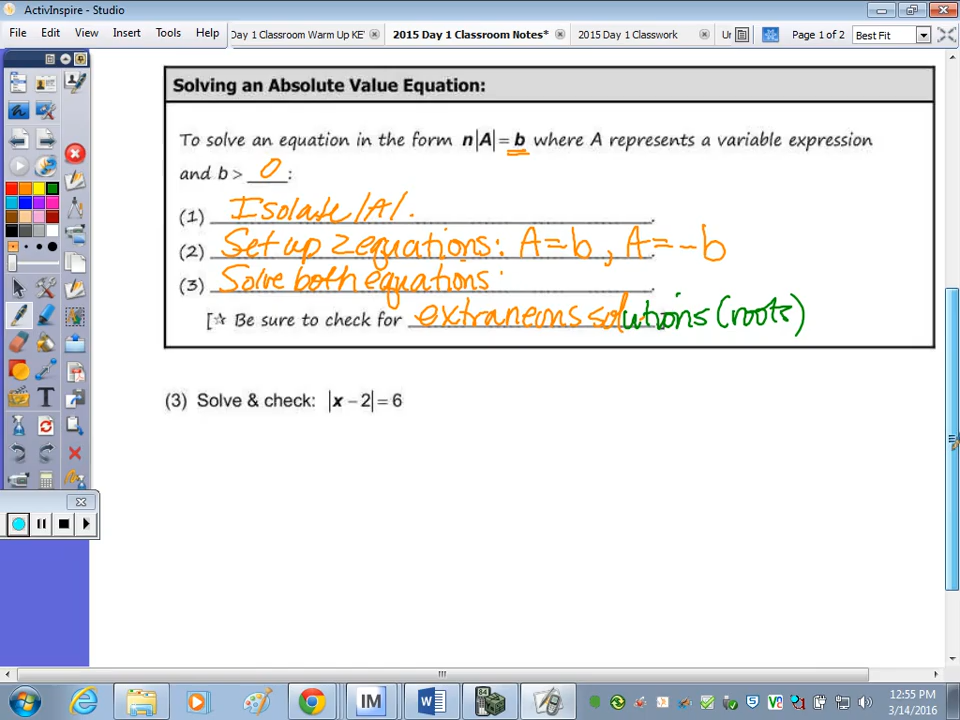 ActivInspire - Studio
File Edit View Insert Tools Help
Day 1 Classroom Warm Up KE
2015 Day 1 Classroom Notes*
2015 Day 1 Classwork
Page 1 of 2
Best Fit
Solving an Absolute Value Equation:
To solve an equation in the form n|A| = b where A represents a variable expression
and b > 0 :
(1) Isolate |A|.
(2) Set up 2 equations: A = b , A = -b
(3) Solve both equations.
[☆ Be sure to check for extraneous solutions (roots)
(3) Solve & check: |x – 2| = 6
12:55 PM
3/14/2016